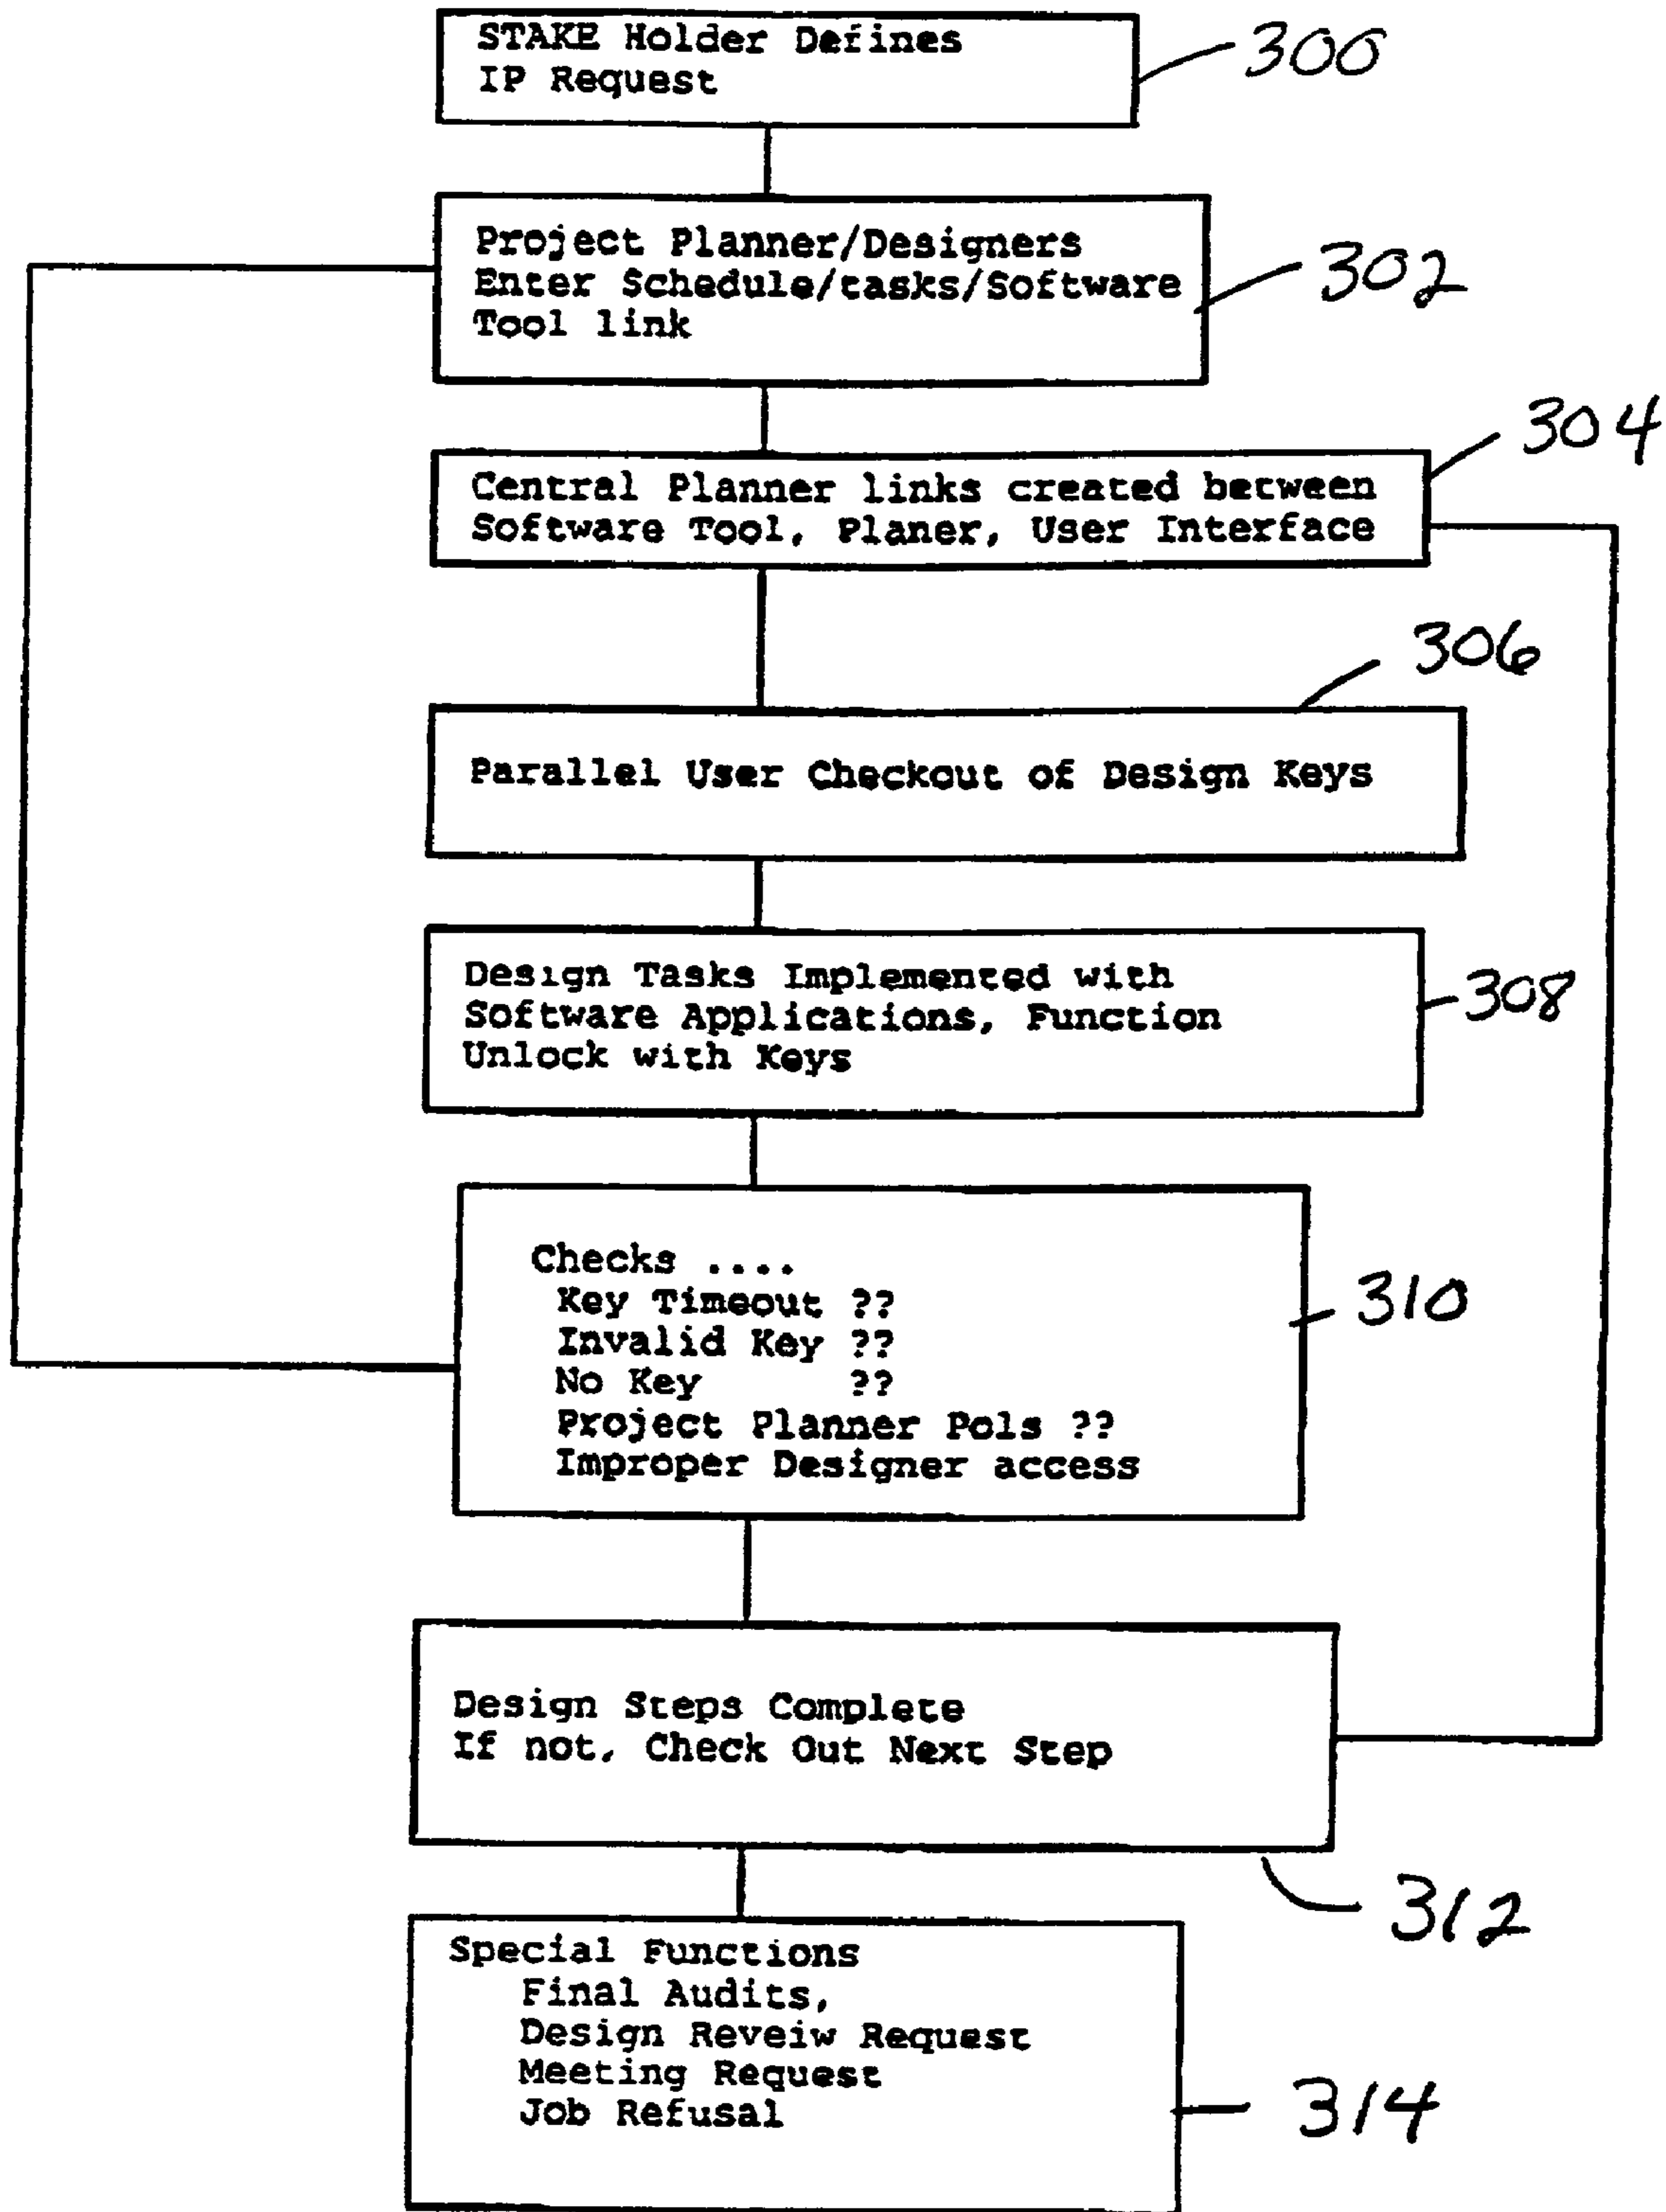 STAKE Holder Defines
IP Request
300
Project Planner/Designers
Enter Schedule/tasks/Software
Tool link
302
304
Central Planner links created between
Software Tool, Planer, User Interface
306
Parallel User Checkout of Design Keys
Design Tasks Implemented with
Software Applications, Function
Unlock with Keys
308
Checks ....
Key Timeout ??
Invalid Key ??
No Key ??
Project Planner Pols ??
Improper Designer access
310
Design Steps Complete
If not, Check Out Next Step
312
Special Functions
Final Audits,
Design Reveiw Request
Meeting Request
Job Refusal
314